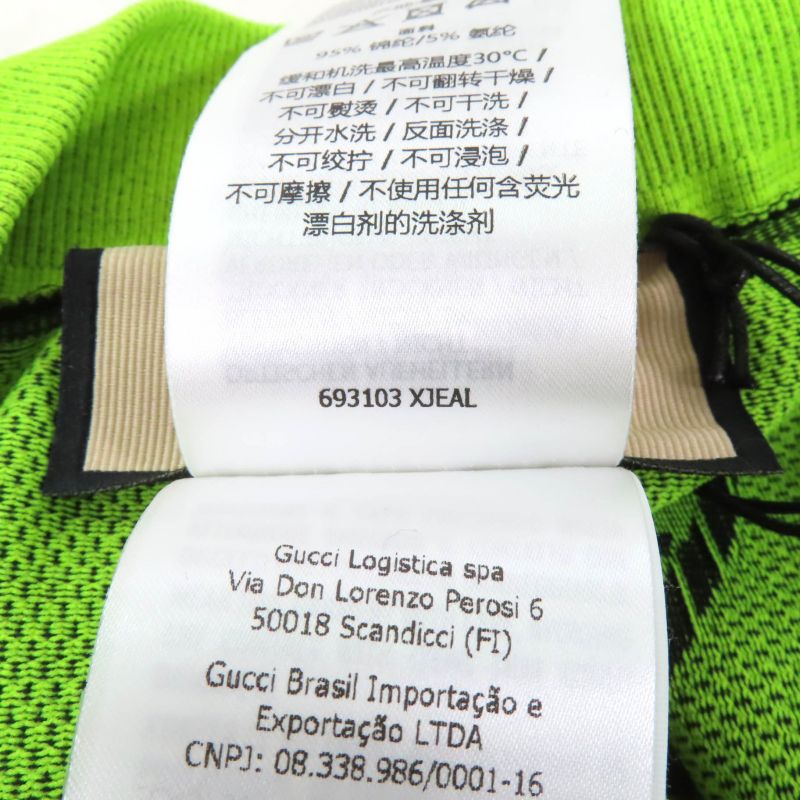 面料
95% 锦纶/5% 氨纶
缓和机洗最高温度30°C /
不可漂白 / 不可翻转干燥 /
不可熨烫 / 不可干洗 /
分开水洗 / 反面洗涤 /
不可绞拧 / 不可浸泡 /
不可摩擦 / 不使用任何含荧光
漂白剂的洗涤剂
693103 XJEAL
Gucci Logistica spa
Via Don Lorenzo Perosi 6
50018 Scandicci (FI)
Gucci Brasil Importação e
Exportação LTDA
CNPJ: 08.338.986/0001-16